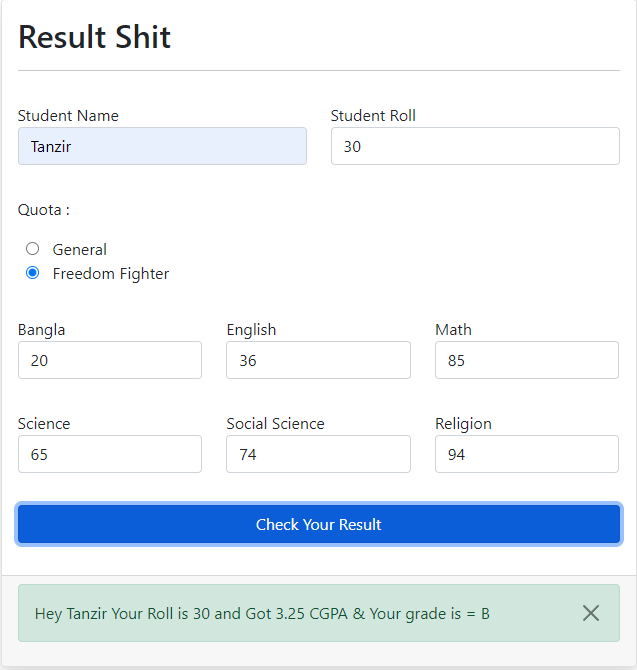 Result Shit
Student Name Student Roll
Tanzir 30
Quota :
General
Freedom Fighter
Bangla English Math
20 36 85
Science Social Science Religion
65 74 94
Check Your Result
Hey Tanzir Your Roll is 30 and Got 3.25 CGPA & Your grade is = B